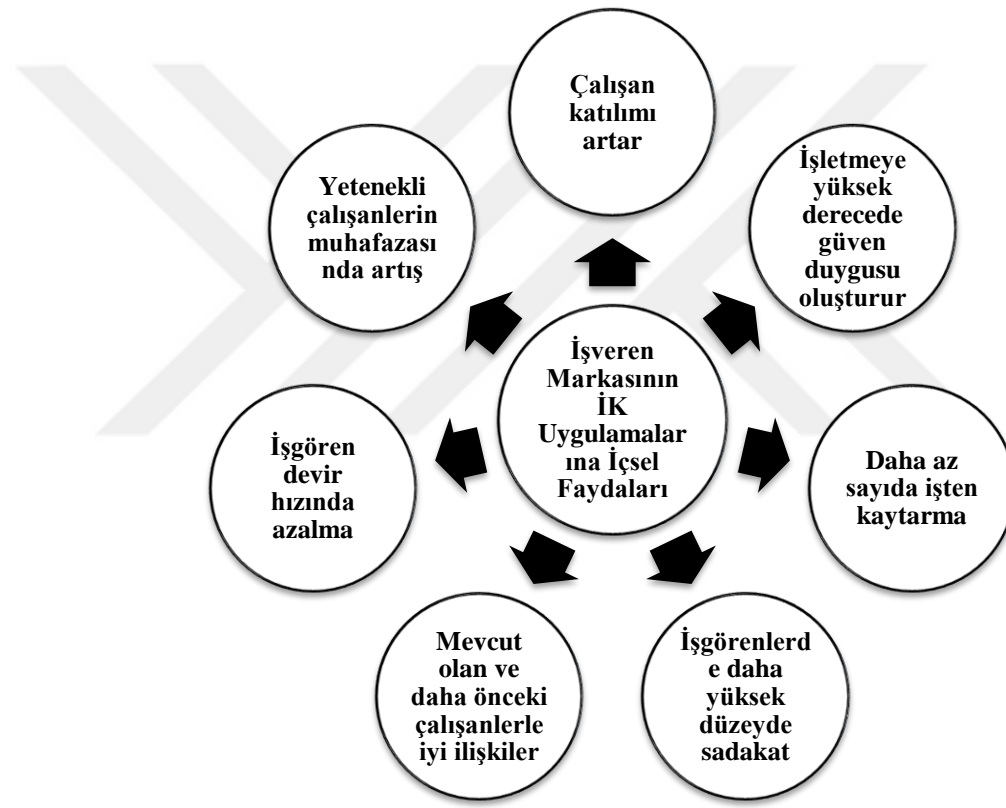 Çalışan
katılımı
artar
İşletmeye
yüksek
derecede
güven
duygusu
oluşturur
Daha az
sayıda işten
kaytarma
İşgörenlerd
e daha
yüksek
düzeyde
sadakat
Mevcut
olan ve
daha önceki
çalışanlerle
iyi ilişkiler
İşgören
devir
hızında
azalma
Yetenekli
çalışanlerin
muhafazası
nda artış
İşveren
Markasının
İK
Uygulamalar
ına İçsel
Faydaları